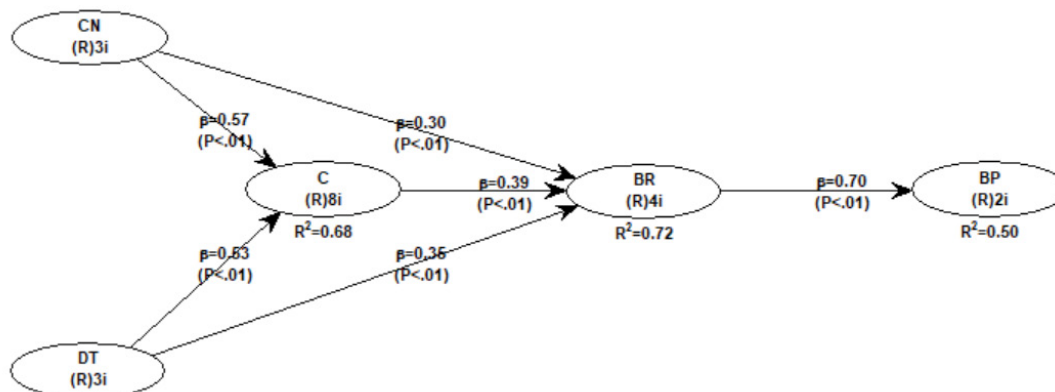 CN
(R)3i
β=0.57
(P<.01)
β=0.30
(P<.01)
C
(R)8i
R²=0.68
β=0.39
(P<.01)
BR
(R)4i
R²=0.72
β=0.70
(P<.01)
BP
(R)2i
R²=0.50
β=0.53
(P<.01)
β=0.35
(P<.01)
DT
(R)3i